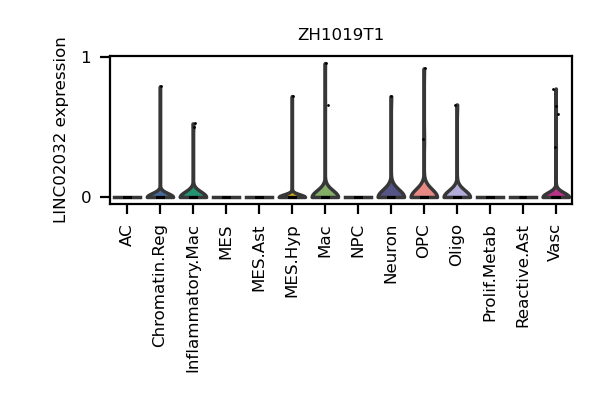 ZH1019T1
LINC02032 expression
1
0
AC
Chromatin.Reg
Inflammatory.Mac
MES
MES.Ast
MES.Hyp
Mac
NPC
Neuron
OPC
Oligo
Prolif.Metab
Reactive.Ast
Vasc